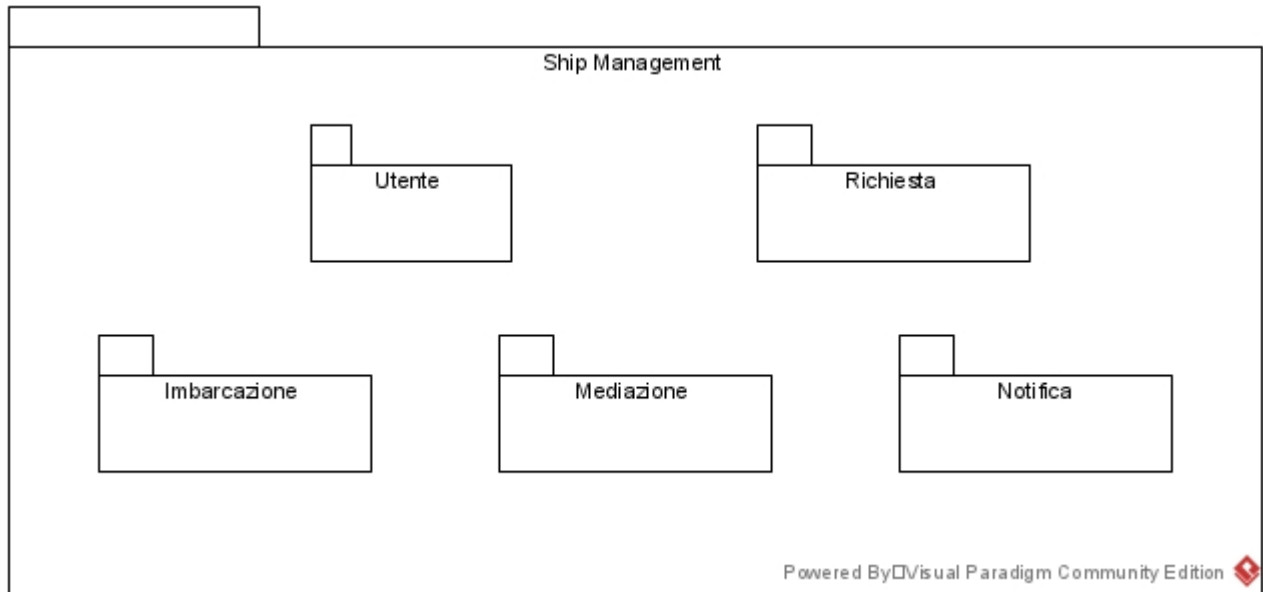 Ship Management
Utente
Richiesta
Imbarcazione
Mediazione
Notifica
Powered By□Visual Paradigm Community Edition